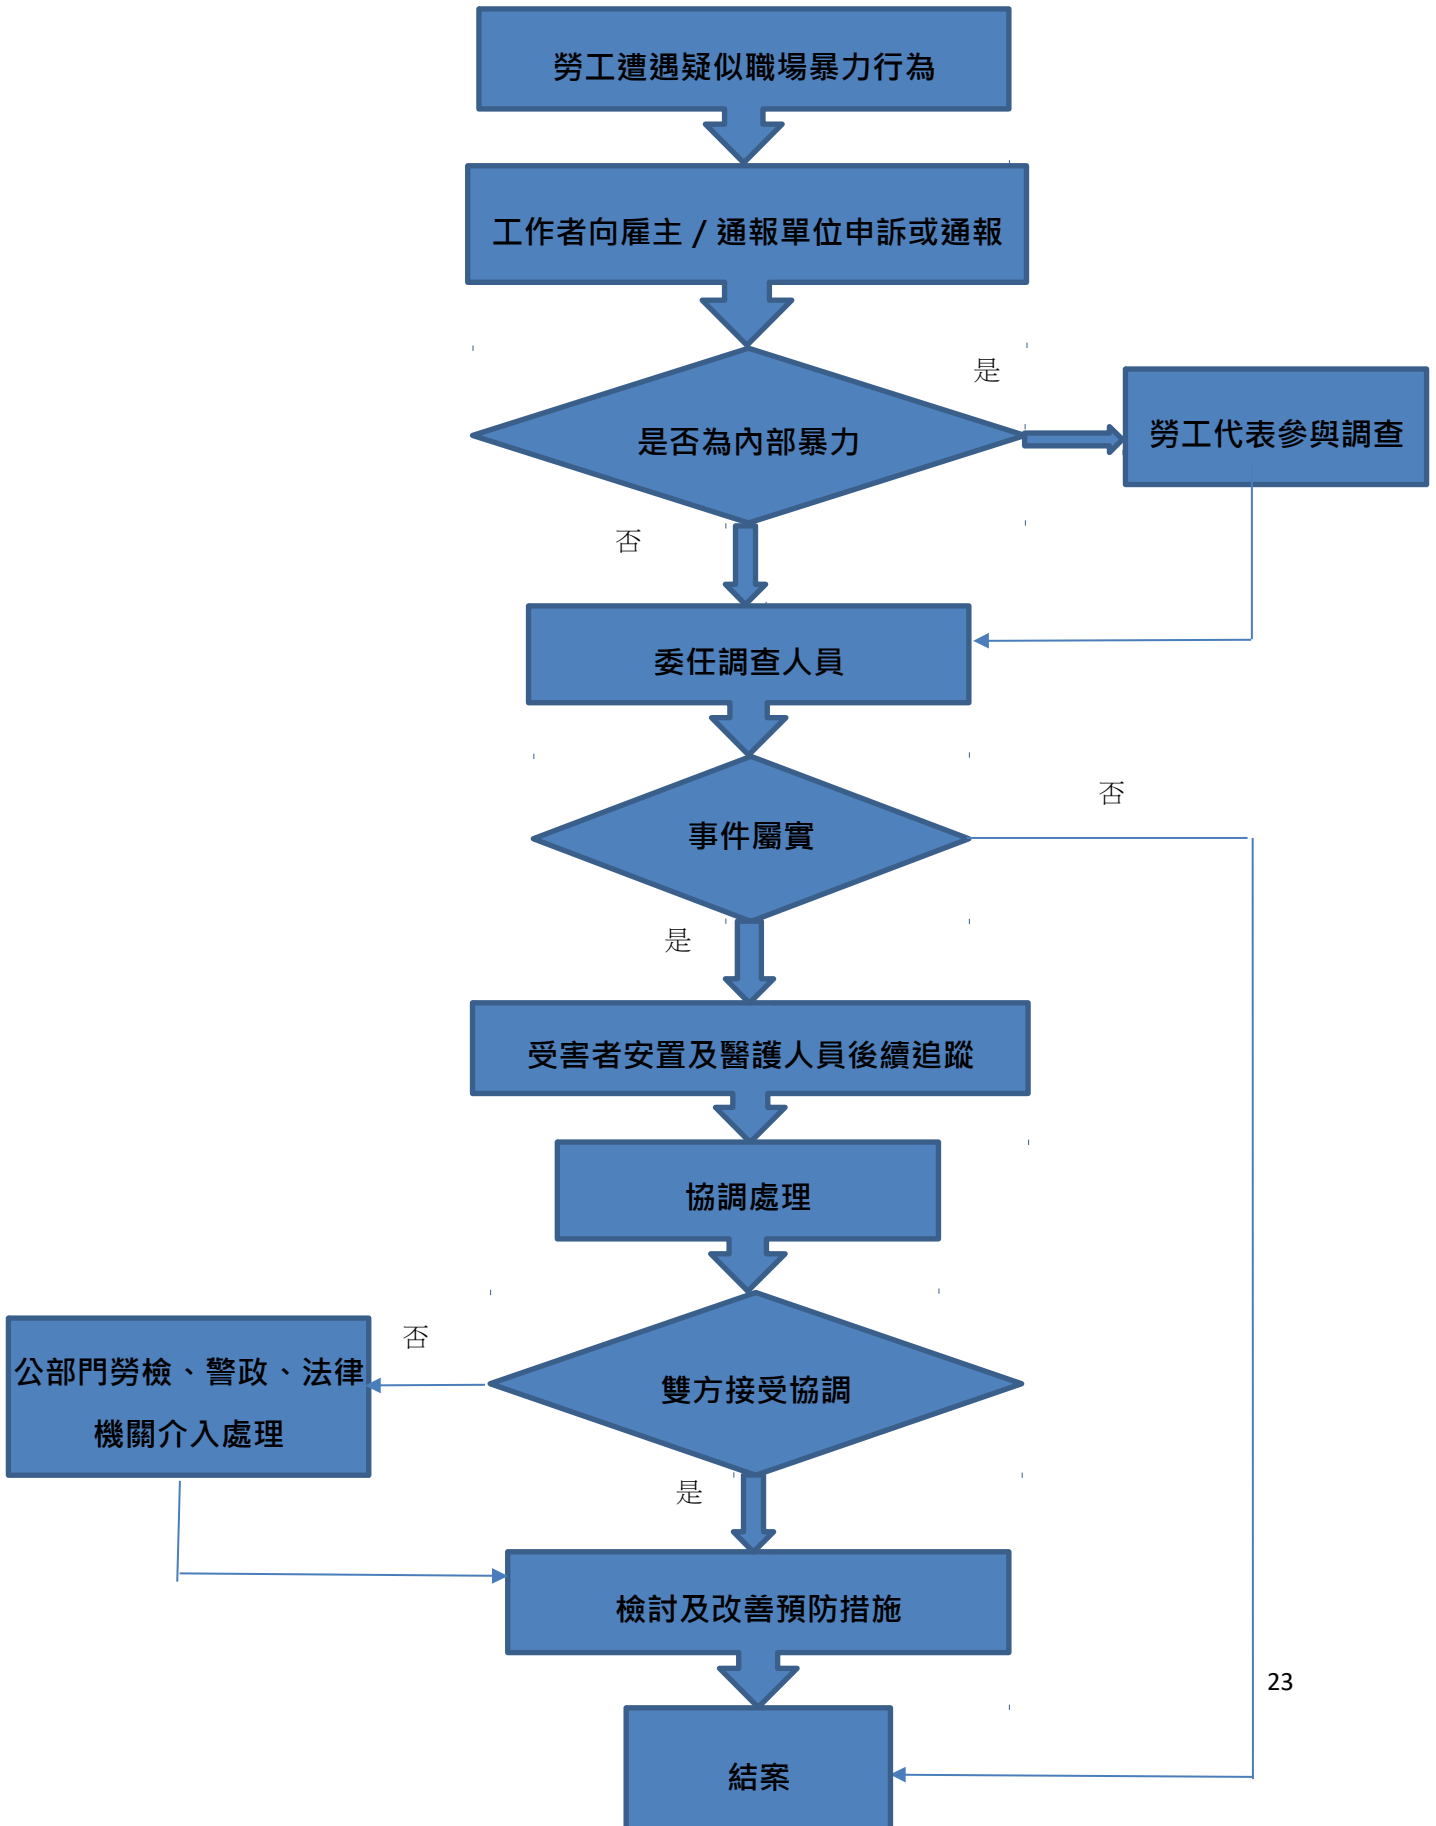 勞工遭遇疑似職場暴力行為
工作者向雇主 / 通報單位申訴或通報
是
是否為內部暴力
勞工代表參與調查
否
委任調查人員
否
事件屬實
是
受害者安置及醫護人員後續追蹤
協調處理
否
公部門勞檢、警政、法律
機關介入處理
雙方接受協調
是
檢討及改善預防措施
23
結案